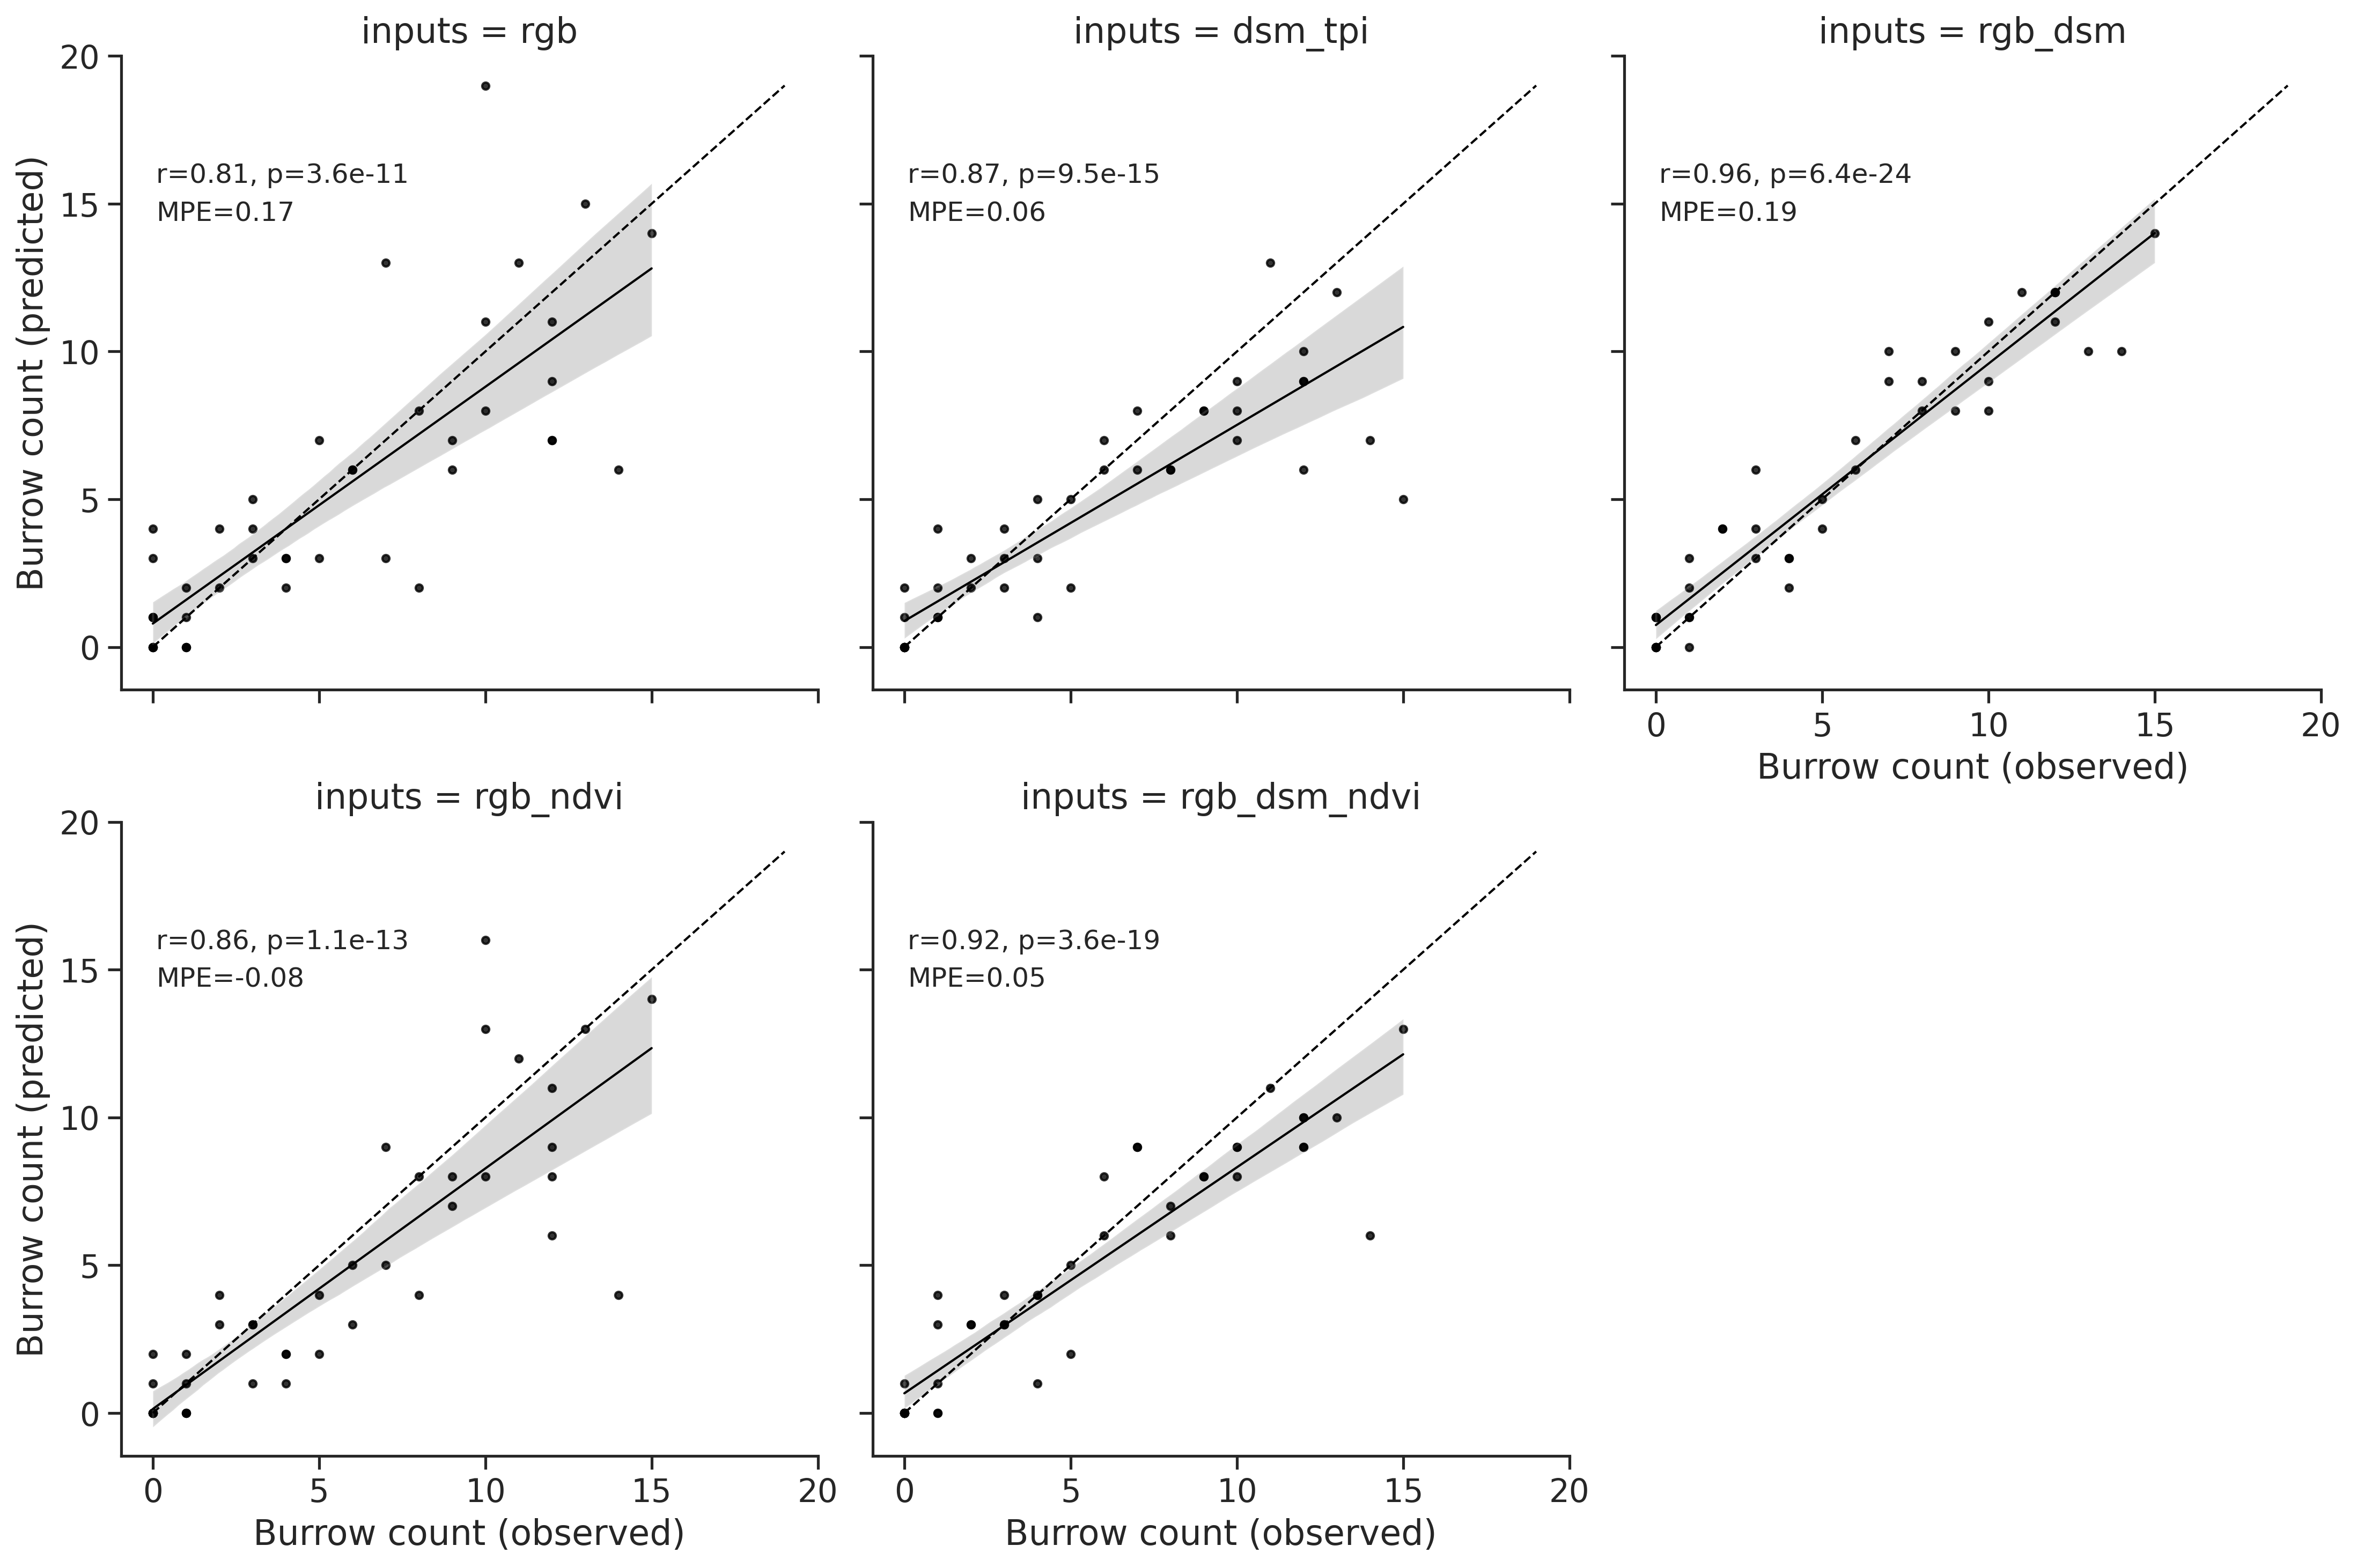 inputs = rgb
inputs = dsm_tpi
inputs = rgb_dsm
20
15
10
5
0
Burrow count (predicted)
r=0.81, p=3.6e-11
MPE=0.17
r=0.87, p=9.5e-15
MPE=0.06
r=0.96, p=6.4e-24
MPE=0.19
0 5 10 15 20
Burrow count (observed)
inputs = rgb_ndvi
inputs = rgb_dsm_ndvi
20
15
10
5
0
Burrow count (predicted)
r=0.86, p=1.1e-13
MPE=-0.08
r=0.92, p=3.6e-19
MPE=0.05
0 5 10 15 20
0 5 10 15 20
Burrow count (observed)
Burrow count (observed)